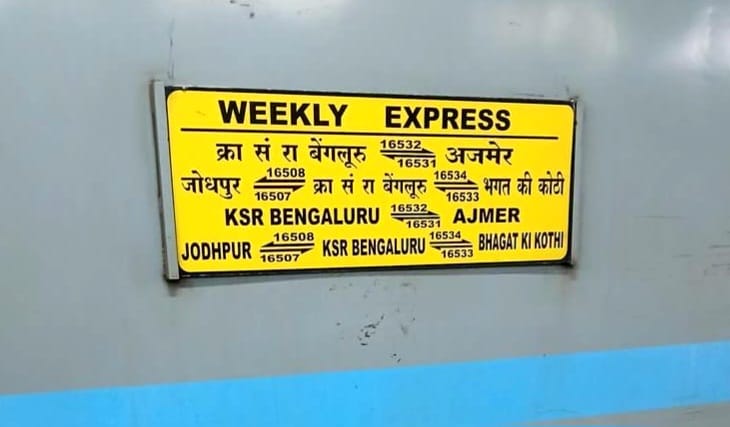 WEEKLY EXPRESS
क्रा सं रा बेंगलूरु 16532 16531 अजमेर
जोधपुर 16508 16507 क्रा सं रा बेंगलूरु 16534 16533 भगत की कोटी
KSR BENGALURU 16532 16531 AJMER
JODHPUR 16508 16507 KSR BENGALURU 16534 16533 BHAGAT KI KOTHI